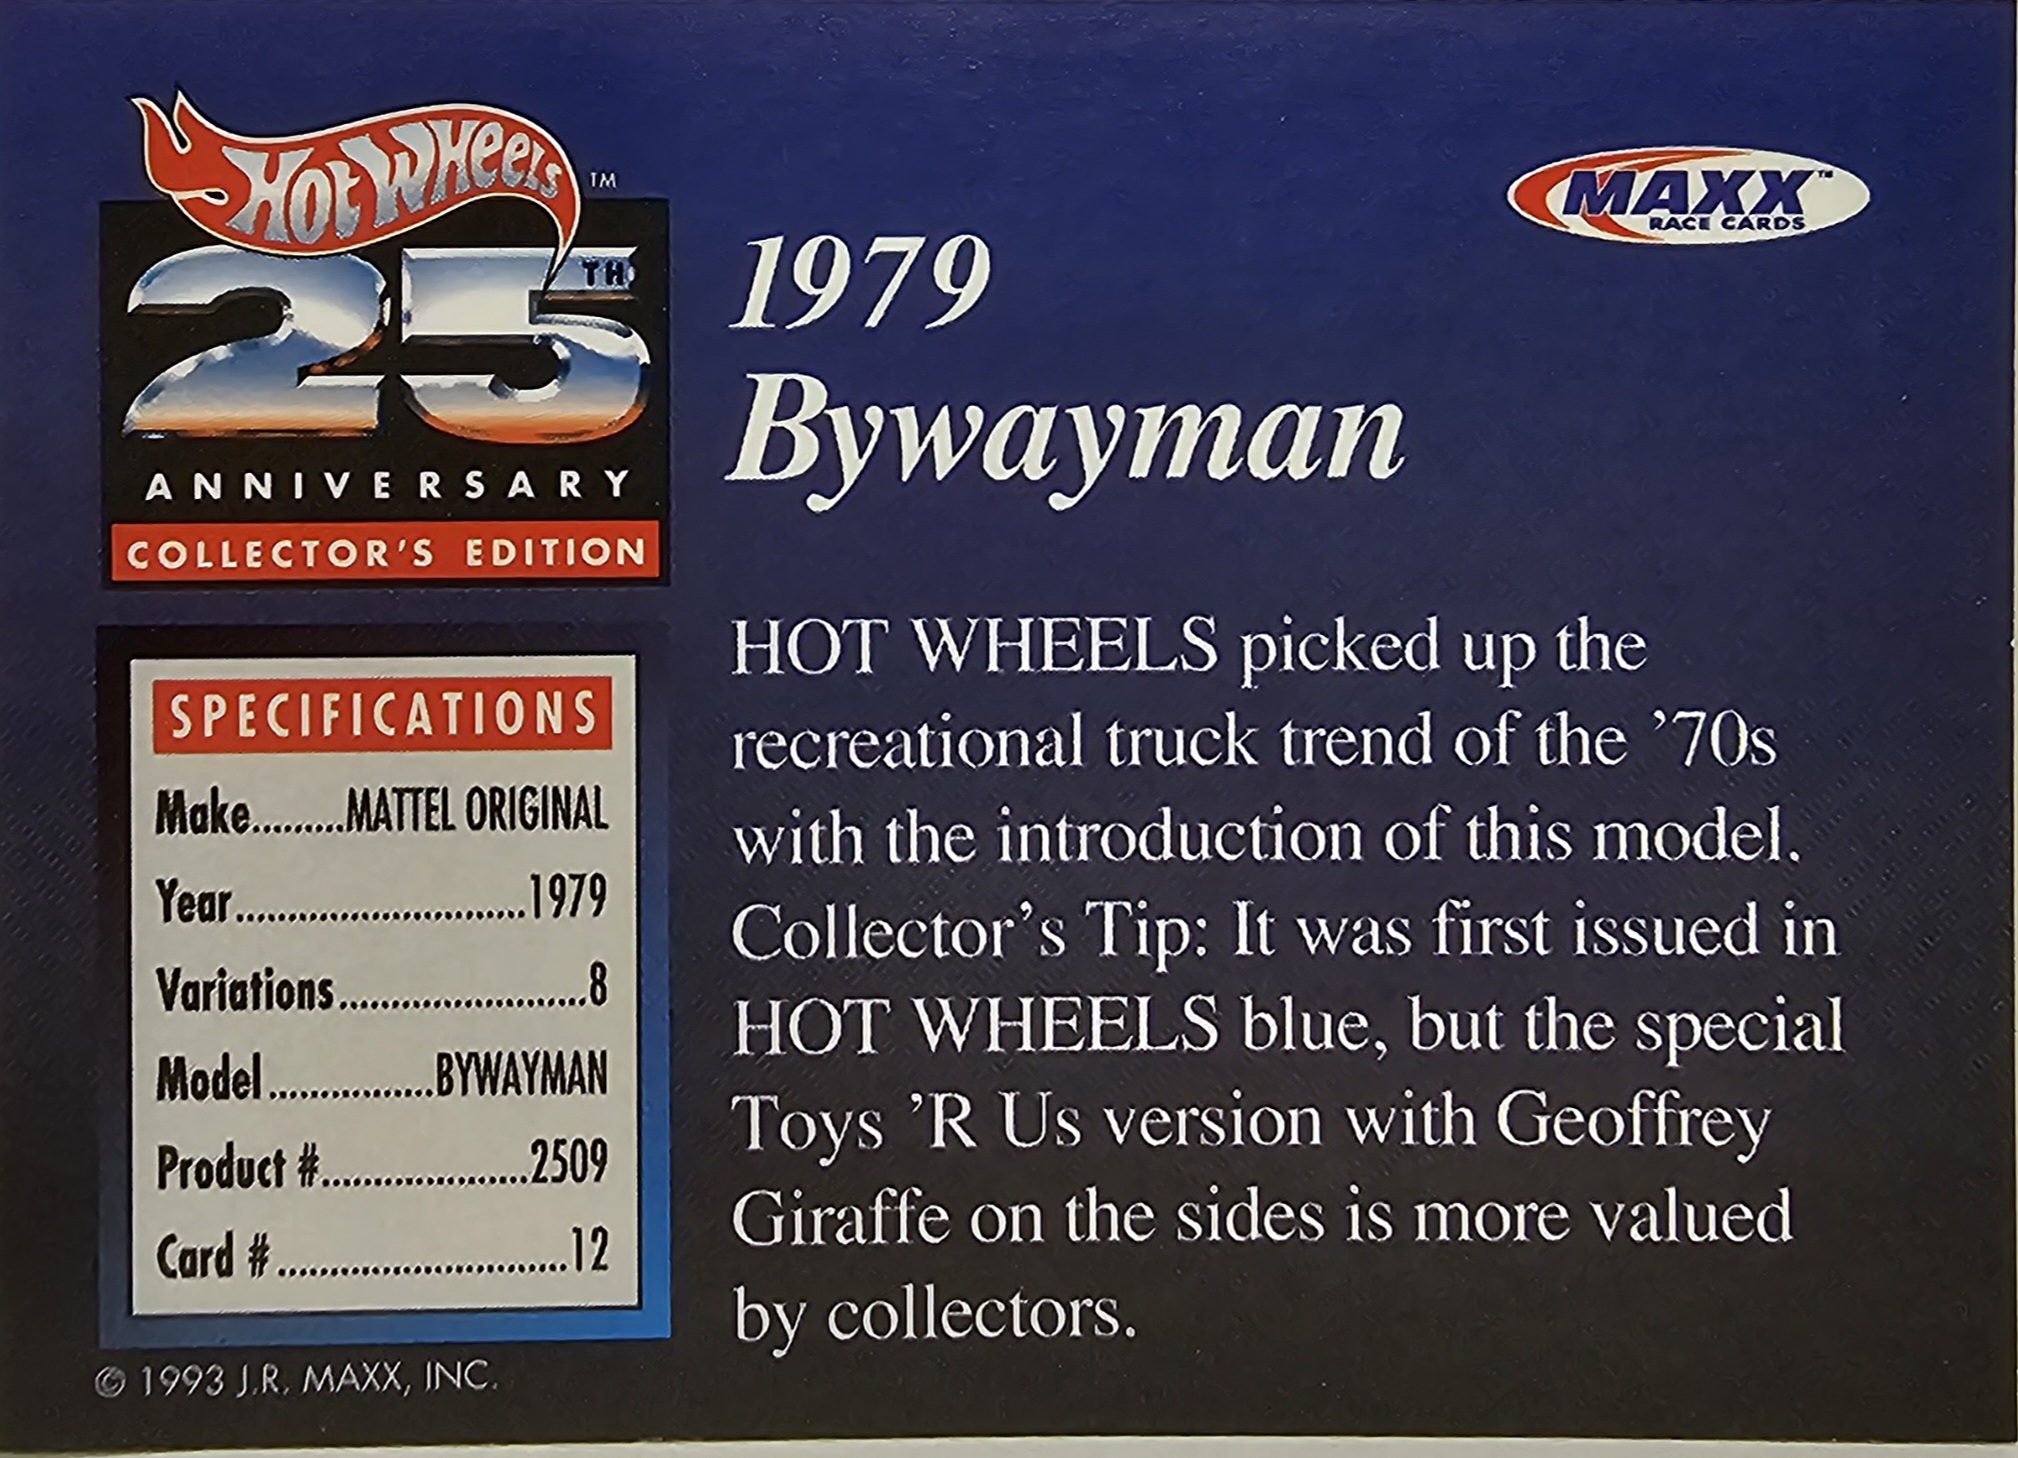 HOT WHEELS ™
25TH
ANNIVERSARY
COLLECTOR'S EDITION
MAXX™
RACE CARDS
1979
Bywayman
SPECIFICATIONS
Make.........MATTEL ORIGINAL
Year............................1979
Variations........................8
Model................BYWAYMAN
Product #....................2509
Card #............................12
HOT WHEELS picked up the
recreational truck trend of the ’70s
with the introduction of this model.
Collector’s Tip: It was first issued in
HOT WHEELS blue, but the special
Toys ’R Us version with Geoffrey
Giraffe on the sides is more valued
by collectors.
© 1993 J.R. MAXX, INC.